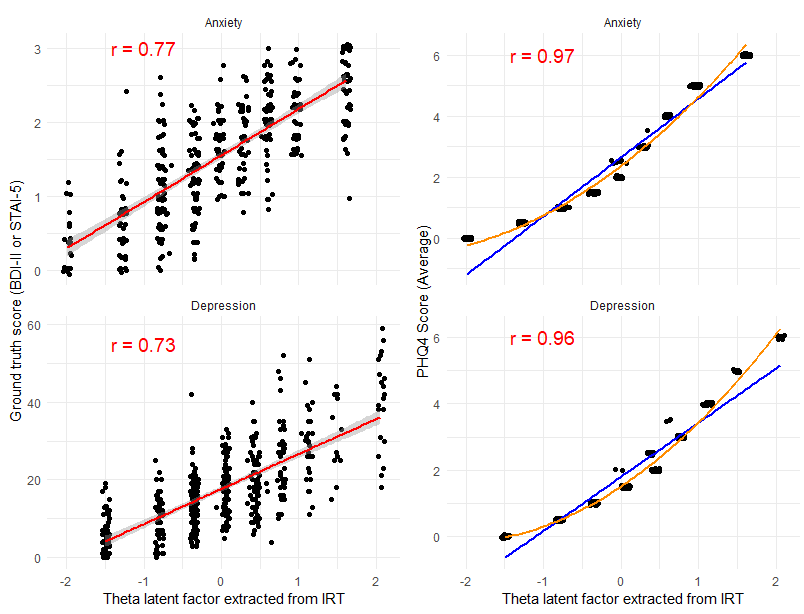 Anxiety
r = 0.77
3
2
1
0
Depression
r = 0.73
60
40
20
0
-2 -1 0 1 2
Theta latent factor extracted from IRT
Ground truth score (BDI-II or STAI-5)
Anxiety
r = 0.97
6
4
2
0
Depression
r = 0.96
6
4
2
0
-2 -1 0 1 2
Theta latent factor extracted from IRT
PHQ4 Score (Average)